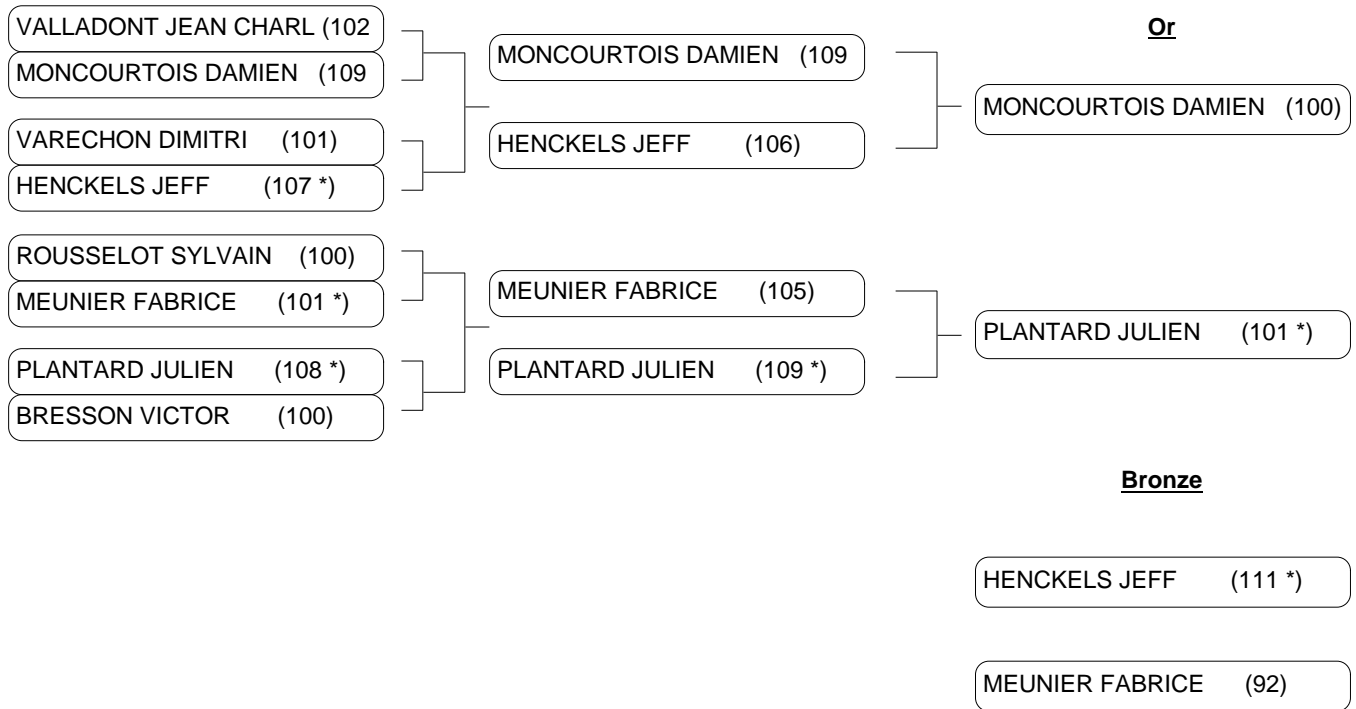 VALLADONT JEAN CHARL (102
MONCOURTOIS DAMIEN (109
VARECHON DIMITRI (101)
HENCKELS JEFF (107 *)
ROUSSELOT SYLVAIN (100)
MEUNIER FABRICE (101 *)
PLANTARD JULIEN (108 *)
BRESSON VICTOR (100)
MONCOURTOIS DAMIEN (109
HENCKELS JEFF (106)
MEUNIER FABRICE (105)
PLANTARD JULIEN (109 *)
Or
MONCOURTOIS DAMIEN (100)
PLANTARD JULIEN (101 *)
Bronze
HENCKELS JEFF (111 *)
MEUNIER FABRICE (92)